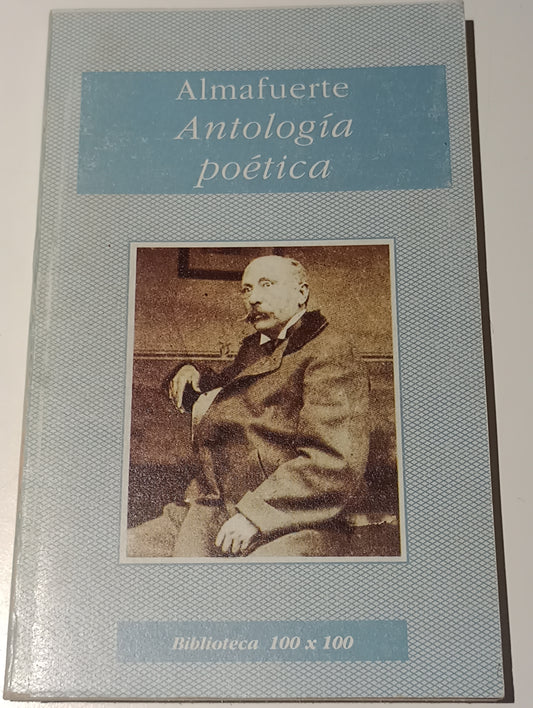 Almafuerte
Antología
poética
Biblioteca 100 x 100